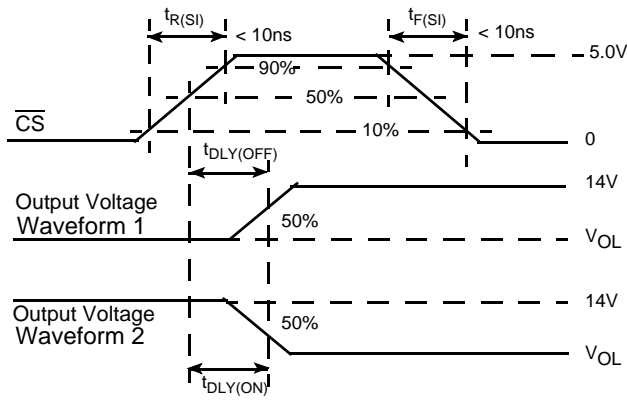 tR(SI) < 10ns tF(SI) < 10ns
5.0V
90%
50%
CS 10% 0
tDLY(OFF)
14V
Output Voltage
Waveform 1 50%
VOL
14V
Output Voltage
Waveform 2 50%
VOL
tDLY(ON)